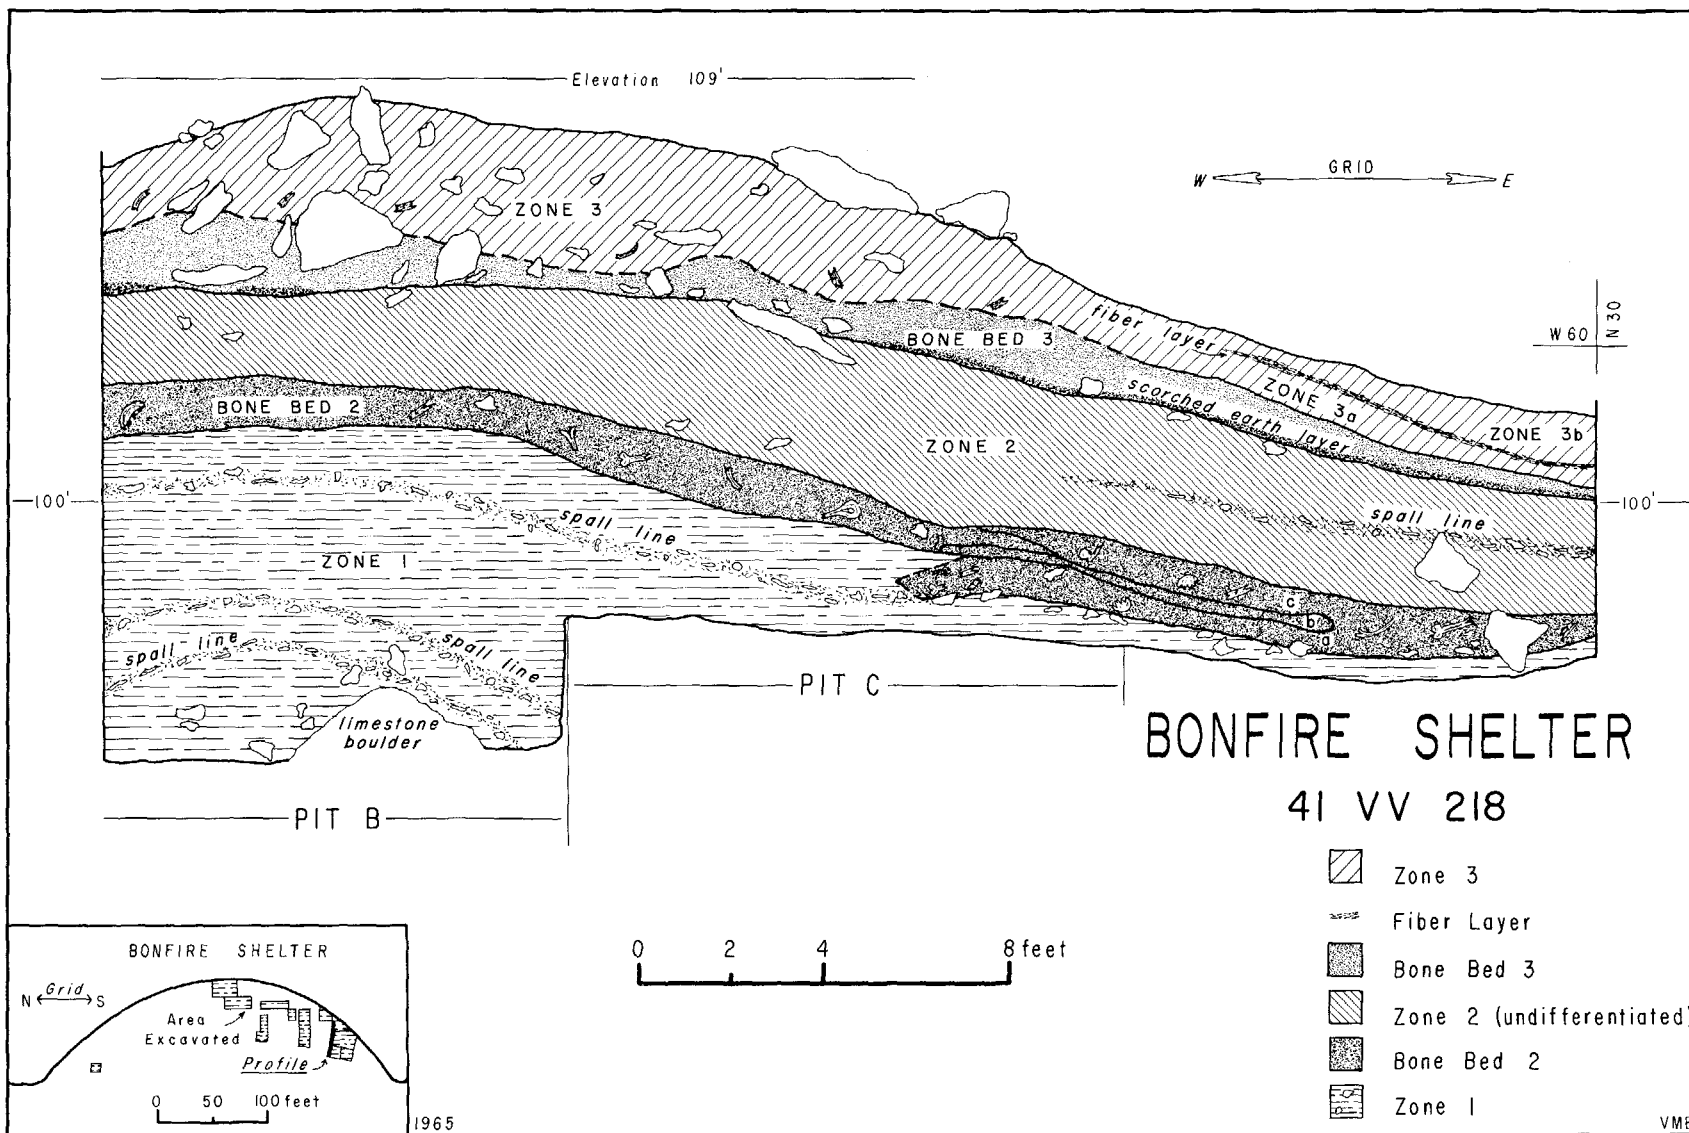 Elevation 109'
GRID
W E
ZONE 3
fiber layer
W 60
N 30
BONE BED 3
scorched earth layer
ZONE 3a
ZONE 3b
BONE BED 2
ZONE 2
100'
100'
spall line
spall line
ZONE 1
c
b
a
spall line
spall line
limestone
boulder
PIT C
PIT B
BONFIRE SHELTER
41 VV 218
Zone 3
Fiber Layer
Bone Bed 3
Zone 2 (undifferentiated)
Bone Bed 2
Zone 1
0 2 4 8 feet
BONFIRE SHELTER
N Grid S
Area
Excavated
Profile
0 50 100 feet
1965